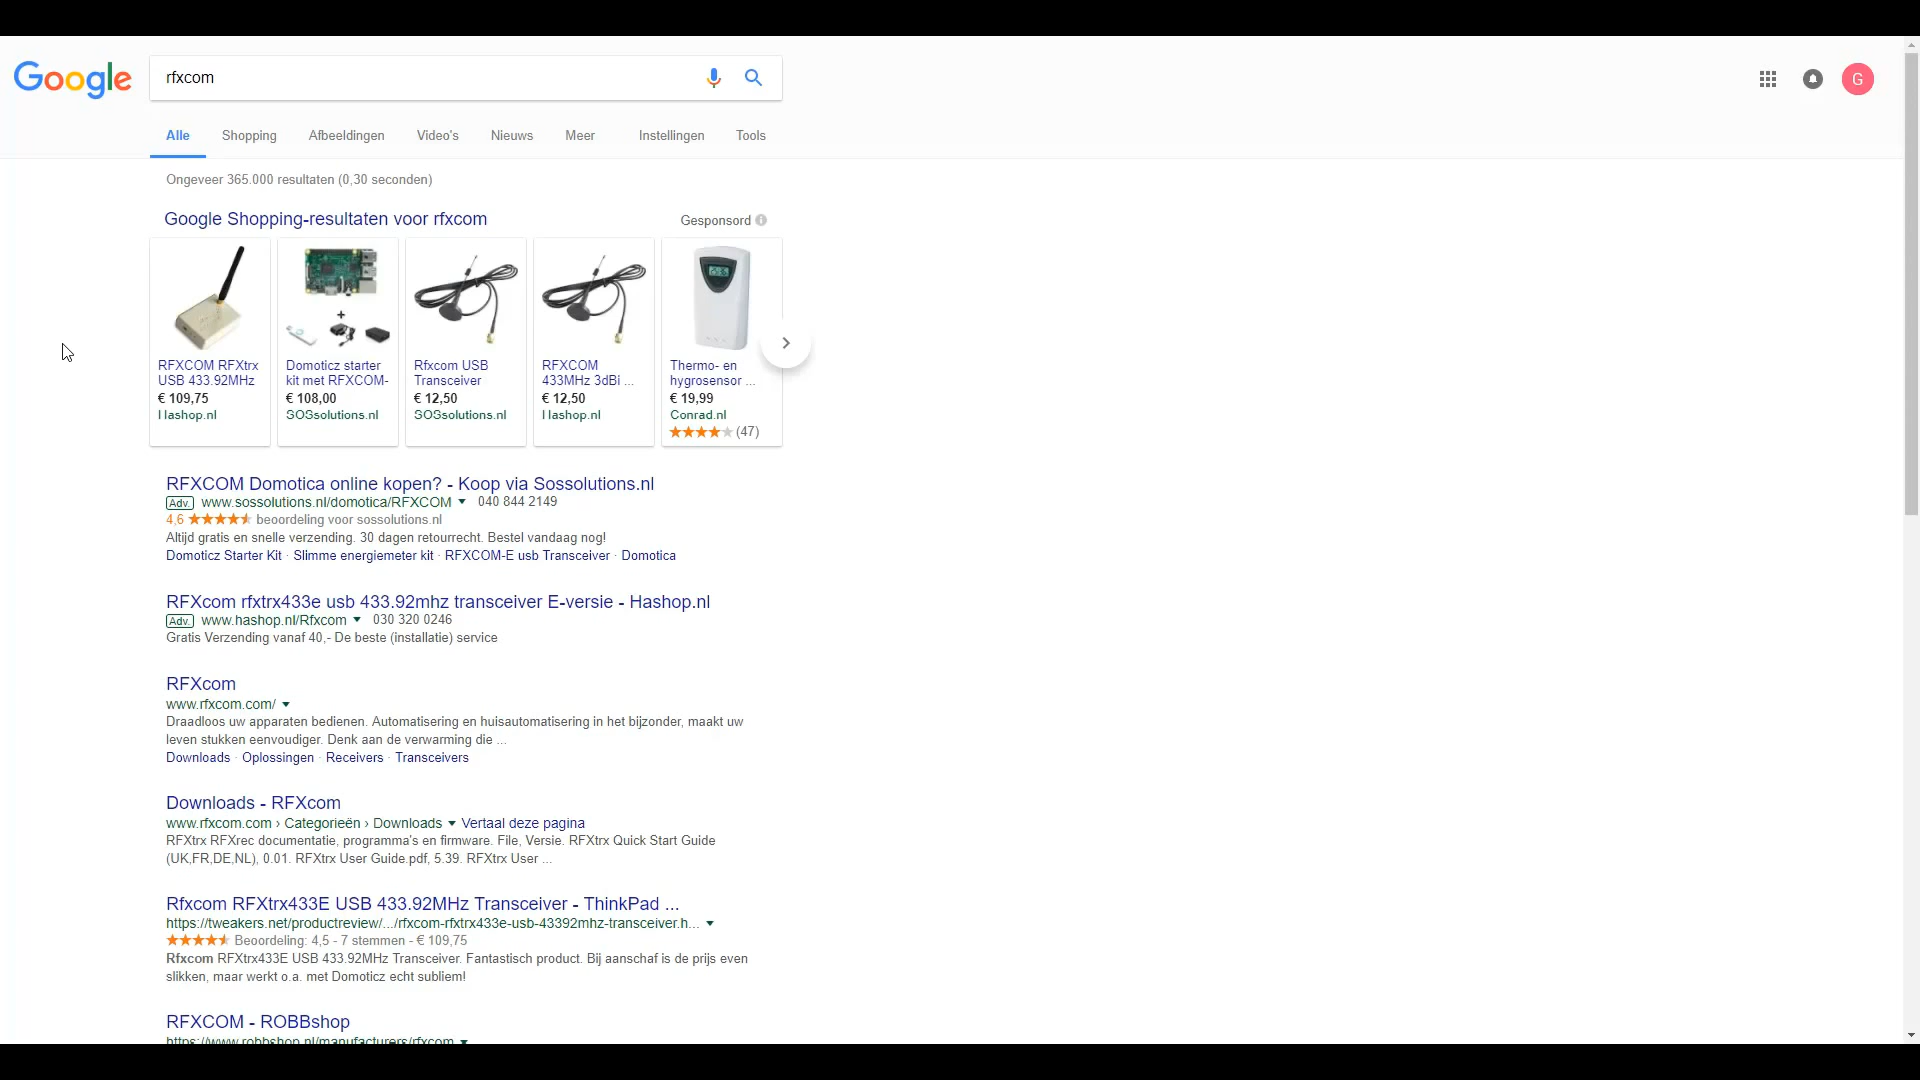 Google
rfxcom
G
Alle Shopping Afbeeldingen Video's Nieuws Meer Instellingen Tools
Ongeveer 365.000 resultaten (0,30 seconden)
Google Shopping-resultaten voor rfxcom
Gesponsord
RFXCOM RFXtrx
USB 433.92MHz
€ 109,75
Hashop.nl
Domoticz starter
kit met RFXCOM-
€ 108,00
SOSsolutions.nl
Rfxcom USB
Transceiver
€ 12,50
SOSsolutions.nl
RFXCOM
433MHz 3dBi ...
€ 12,50
Hashop.nl
Thermo- en
hygrosensor ...
€ 19,99
Conrad.nl
(47)
RFXCOM Domotica online kopen? - Koop via Sossolutions.nl
Adv. www.sossolutions.nl/domotica/RFXCOM 040 844 2149
4,6 beoordeling voor sossolutions.nl
Altijd gratis en snelle verzending. 30 dagen retourrecht. Bestel vandaag nog!
Domoticz Starter Kit · Slimme energiemeter kit · RFXCOM-E usb Transceiver · Domotica
RFXcom rfxtrx433e usb 433.92mhz transceiver E-versie - Hashop.nl
Adv. www.hashop.nl/Rfxcom 030 320 0246
Gratis Verzending vanaf 40,- De beste (installatie) service
RFXcom
www.rfxcom.com/
Draadloos uw apparaten bedienen. Automatisering en huisautomatisering in het bijzonder, maakt uw
leven stukken eenvoudiger. Denk aan de verwarming die ...
Downloads · Oplossingen · Receivers · Transceivers
Downloads - RFXcom
www.rfxcom.com › Categorieën › Downloads Vertaal deze pagina
RFXtrx RFXrec documentatie, programma's en firmware. File, Versie. RFXtrx Quick Start Guide
(UK,FR,DE,NL), 0.01. RFXtrx User Guide.pdf, 5.39. RFXtrx User ...
Rfxcom RFXtrx433E USB 433.92MHz Transceiver - ThinkPad ...
https://tweakers.net/productreview/.../rfxcom-rfxtrx433e-usb-43392mhz-transceiver.h...
Beoordeling: 4,5 - 7 stemmen - € 109,75
Rfxcom RFXtrx433E USB 433.92MHz Transceiver. Fantastisch product. Bij aanschaf is de prijs even
slikken, maar werkt o.a. met Domoticz echt subliem!
RFXCOM - ROBBshop
https://www.robbshop.nl/manufacturers/rfxcom